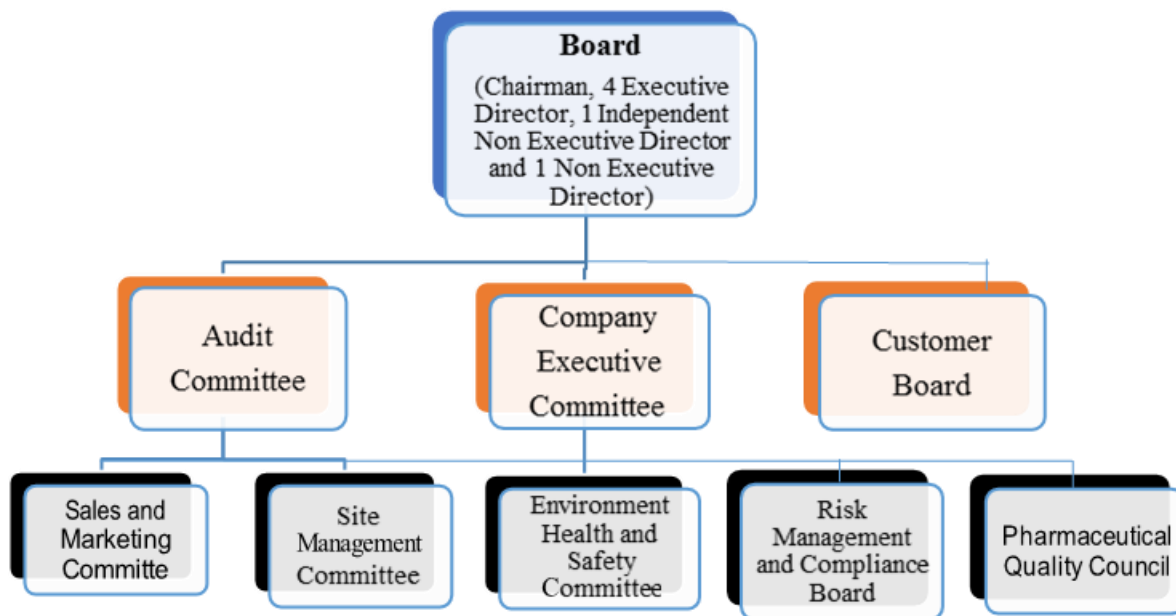 Board
(Chairman, 4 Executive
Director, 1 Independent
Non Executive Director
and 1 Non Executive
Director)
Audit
Committee
Company
Executive
Committee
Customer
Board
Sales and
Marketing
Committe
Site
Management
Committee
Environment
Health and
Safety
Committee
Risk
Management
and Compliance
Board
Pharmaceutical
Quality Council